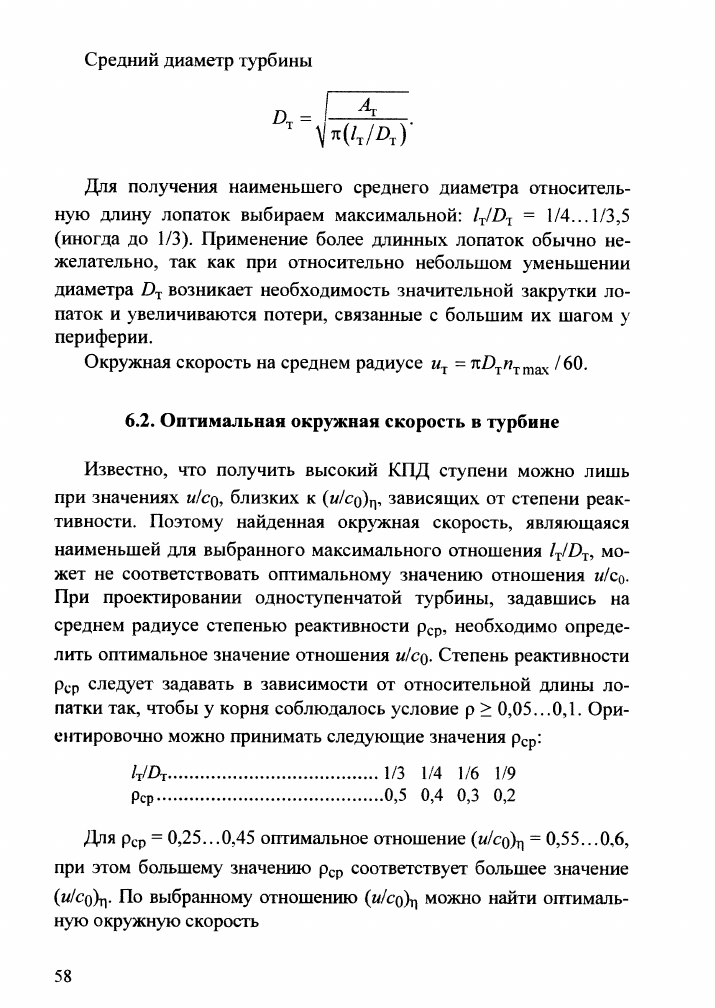 Средний диаметр турбины
D_т = √(A_т / π(l_т/D_т)).
Для получения наименьшего среднего диаметра относитель-
ную длину лопаток выбираем максимальной: l_т/D_т = 1/4...1/3,5
(иногда до 1/3). Применение более длинных лопаток обычно не-
желательно, так как при относительно небольшом уменьшении
диаметра D_т возникает необходимость значительной закрутки ло-
паток и увеличиваются потери, связанные с большим их шагом у
периферии.
Окружная скорость на среднем радиусе u_т = πD_тn_т max / 60.
6.2. Оптимальная окружная скорость в турбине
Известно, что получить высокий КПД ступени можно лишь
при значениях u/c₀, близких к (u/c₀)_η, зависящих от степени реак-
тивности. Поэтому найденная окружная скорость, являющаяся
наименьшей для выбранного максимального отношения l_т/D_т, мо-
жет не соответствовать оптимальному значению отношения u/c₀.
При проектировании одноступенчатой турбины, задавшись на
среднем радиусе степенью реактивности ρ_ср, необходимо опреде-
лить оптимальное значение отношения u/c₀. Степень реактивности
ρ_ср следует задавать в зависимости от относительной длины ло-
патки так, чтобы у корня соблюдалось условие ρ ≥ 0,05...0,1. Ори-
ентировочно можно принимать следующие значения ρ_ср:
l_т/D_т...................................... 1/3 1/4 1/6 1/9
ρ_ср.........................................0,5 0,4 0,3 0,2
Для ρ_ср = 0,25...0,45 оптимальное отношение (u/c₀)_η = 0,55...0,6,
при этом большему значению ρ_ср соответствует большее значение
(u/c₀)_η. По выбранному отношению (u/c₀)_η можно найти оптималь-
ную окружную скорость
58